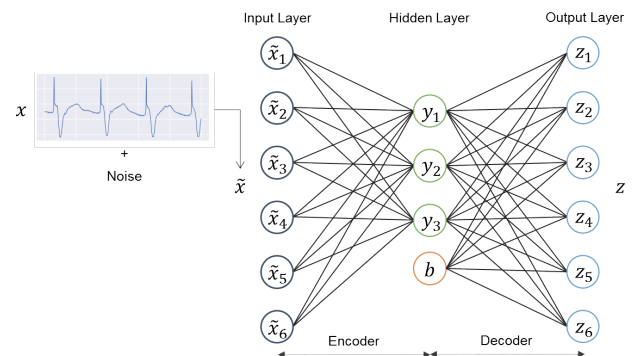 Input Layer Hidden Layer Output Layer
x̃₁ z₁
x̃₂ y₁ z₂
x + Noise x̃
x̃₃ y₂ z₃ z
x̃₄ y₃ z₄
x̃₅ b z₅
x̃₆ z₆
Encoder Decoder